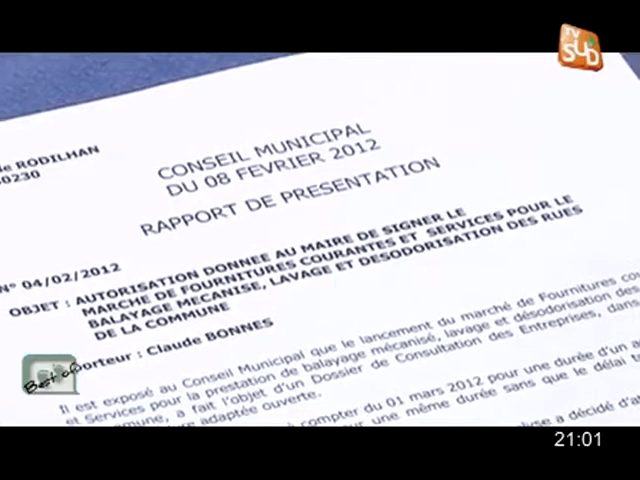 TV SUD
de RODILHAN
30230
CONSEIL MUNICIPAL
DU 08 FEVRIER 2012
RAPPORT DE PRESENTATION
N° 04/02/2012
OBJET : AUTORISATION DONNEE AU MAIRE DE SIGNER LE
MARCHE DE FOURNITURES COURANTES ET SERVICES POUR LE
BALAYAGE MECANISE, LAVAGE ET DESODORISATION DES RUES
DE LA COMMUNE
porteur : Claude BONNES
Best of
Il est exposé au Conseil Municipal que le lancement du marché de Fournitures
et Services pour la prestation de balayage mécanisé, lavage et désodorisation des
a fait l'objet d'un Dossier de Consultation des Entreprises, dans
adaptée ouverte.
compter du 01 mars 2012 pour une durée d'un
une même durée sans que le délai
a décidé
21:01